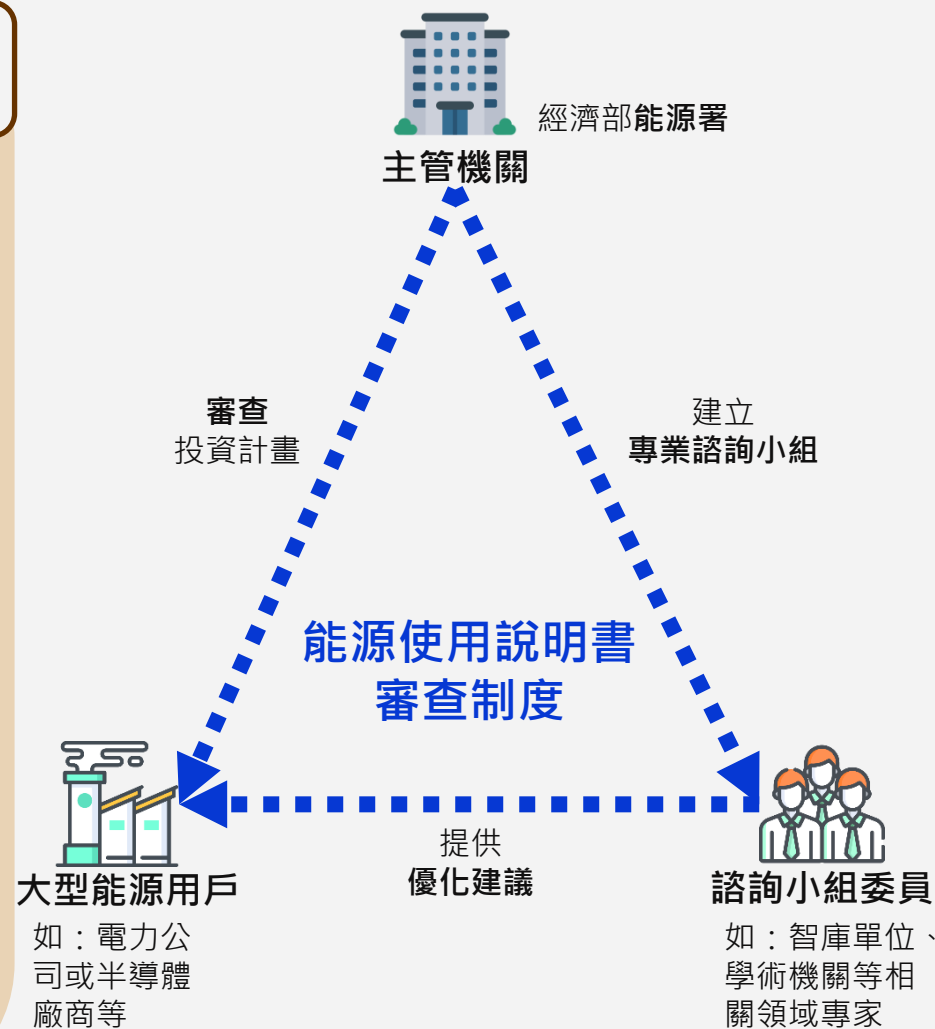 經濟部能源署
主管機關
審查
投資計畫
建立
專業諮詢小組
能源使用說明書
審查制度
提供
優化建議
大型能源用戶
如：電力公
司或半導體
廠商等
諮詢小組委員
如：智庫單位、
學術機關等相
關領域專家